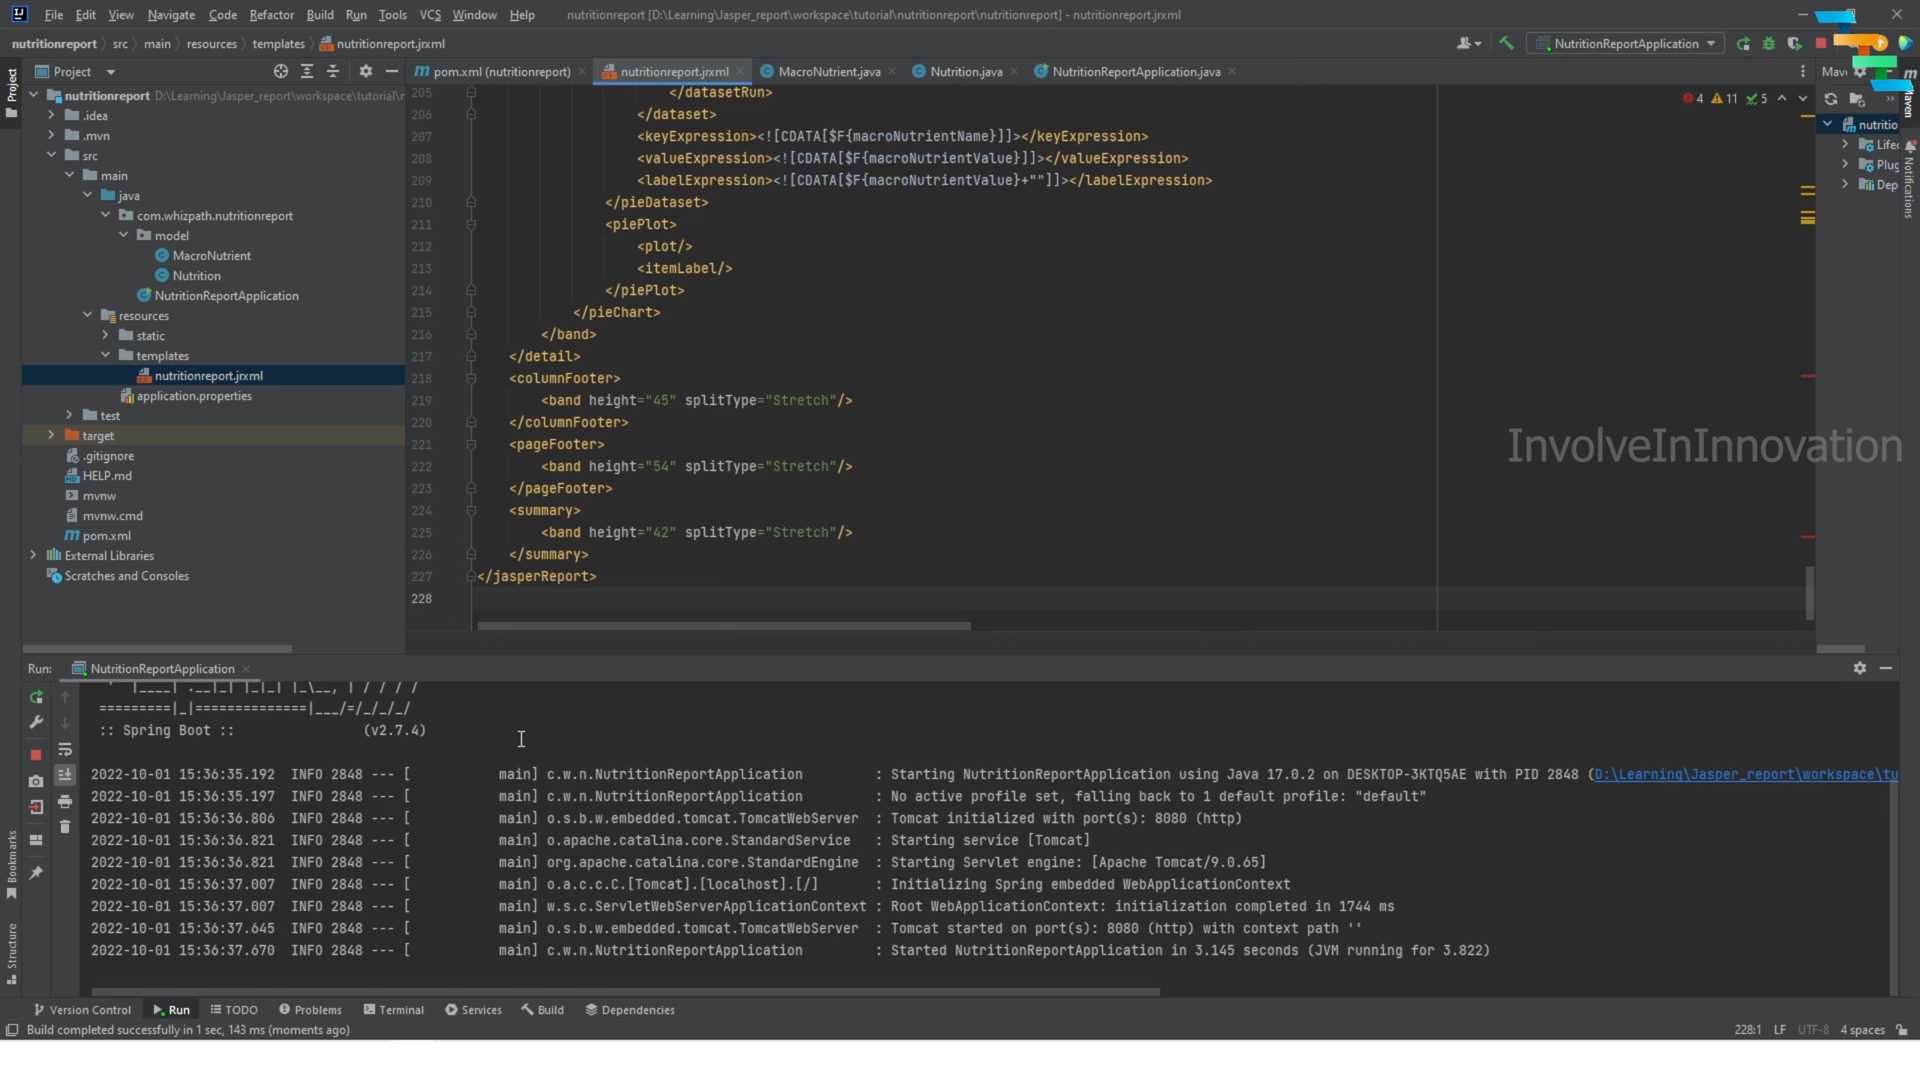 File Edit View Navigate Code Refactor Build Run Tools VCS Window Help nutritionreport [D:\Learning\Jasper_report\workspace\tutorial\nutritionreport\nutritionreport] - nutritionreport.jrxml
nutritionreport src main resources templates nutritionreport.jrxml NutritionReportApplication
Project pom.xml (nutritionreport) nutritionreport.jrxml MacroNutrient.java Nutrition.java NutritionReportApplication.java
Project
nutritionreport D:\Learning\Jasper_report\workspace\tutorial\
.idea
.mvn
src
main
java
com.whizpath.nutritionreport
model
MacroNutrient
Nutrition
NutritionReportApplication
resources
static
templates
nutritionreport.jrxml
application.properties
test
target
.gitignore
HELP.md
mvnw
mvnw.cmd
pom.xml
External Libraries
Scratches and Consoles
205 </datasetRun>
206 </dataset>
207 <keyExpression><![CDATA[$F{macroNutrientName}]]></keyExpression>
208 <valueExpression><![CDATA[$F{macroNutrientValue}]]></valueExpression>
209 <labelExpression><![CDATA[$F{macroNutrientValue}+""]]></labelExpression>
210 </pieDataset>
211 <piePlot>
212 <plot/>
213 <itemLabel/>
214 </piePlot>
215 </pieChart>
216 </band>
217 </detail>
218 <columnFooter>
219 <band height="45" splitType="Stretch"/>
220 </columnFooter>
221 <pageFooter>
222 <band height="54" splitType="Stretch"/>
223 </pageFooter>
224 <summary>
225 <band height="42" splitType="Stretch"/>
226 </summary>
227 </jasperReport>
228
4 11 5
Maven
Notifications
InvolveInInnovation
Run: NutritionReportApplication
:: Spring Boot :: (v2.7.4)
2022-10-01 15:36:35.192 INFO 2848 --- [ main] c.w.n.NutritionReportApplication : Starting NutritionReportApplication using Java 17.0.2 on DESKTOP-3KTQ5AE with PID 2848 (D:\Learning\Jasper_report\workspace\tu
2022-10-01 15:36:35.197 INFO 2848 --- [ main] c.w.n.NutritionReportApplication : No active profile set, falling back to 1 default profile: "default"
2022-10-01 15:36:36.806 INFO 2848 --- [ main] o.s.b.w.embedded.tomcat.TomcatWebServer : Tomcat initialized with port(s): 8080 (http)
2022-10-01 15:36:36.821 INFO 2848 --- [ main] o.apache.catalina.core.StandardService : Starting service [Tomcat]
2022-10-01 15:36:36.821 INFO 2848 --- [ main] org.apache.catalina.core.StandardEngine : Starting Servlet engine: [Apache Tomcat/9.0.65]
2022-10-01 15:36:37.007 INFO 2848 --- [ main] o.a.c.c.C.[Tomcat].[localhost].[/] : Initializing Spring embedded WebApplicationContext
2022-10-01 15:36:37.007 INFO 2848 --- [ main] w.s.c.ServletWebServerApplicationContext : Root WebApplicationContext: initialization completed in 1744 ms
2022-10-01 15:36:37.645 INFO 2848 --- [ main] o.s.b.w.embedded.tomcat.TomcatWebServer : Tomcat started on port(s): 8080 (http) with context path ''
2022-10-01 15:36:37.670 INFO 2848 --- [ main] c.w.n.NutritionReportApplication : Started NutritionReportApplication in 3.145 seconds (JVM running for 3.822)
Bookmarks
Structure
Version Control Run TODO Problems Terminal Services Build Dependencies
Build completed successfully in 1 sec, 143 ms (moments ago) 228:1 LF UTF-8 4 spaces